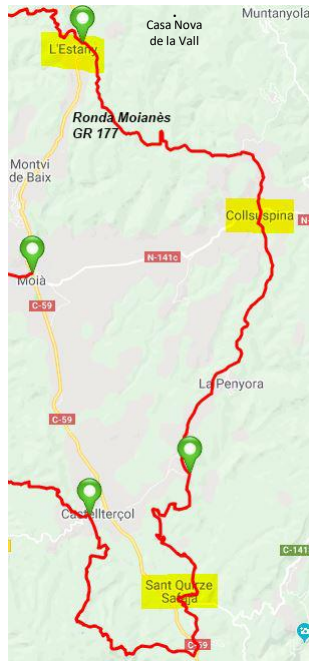 Muntanyola
Casa Nova
de la Vall
L'Estany
Ronda Moianès
GR 177
Montvi
de Baix
Collsuspina
N-141c
Moià
C-59
La Penyora
C-59
Castellterçol
C-141
Sant Quirze
Safaja
C-59